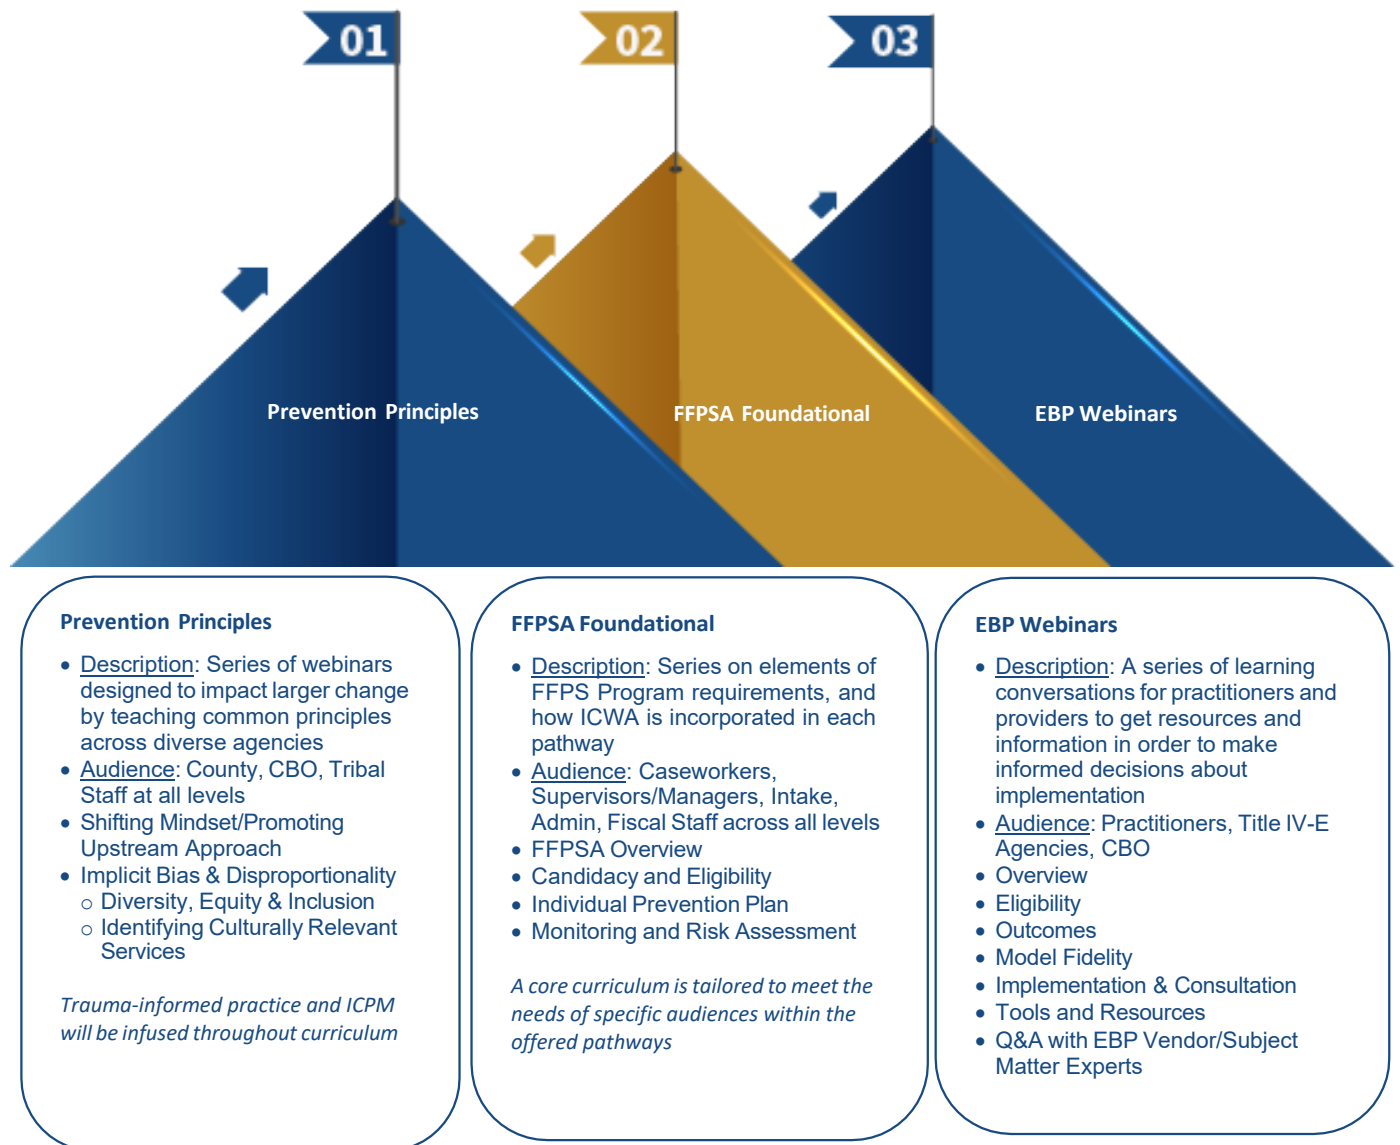 01
02
03
Prevention Principles
FFPSA Foundational
EBP Webinars
Prevention Principles
• Description: Series of webinars
designed to impact larger change
by teaching common principles
across diverse agencies
• Audience: County, CBO, Tribal
Staff at all levels
• Shifting Mindset/Promoting
Upstream Approach
• Implicit Bias & Disproportionality
o Diversity, Equity & Inclusion
o Identifying Culturally Relevant
Services
Trauma-informed practice and ICPM
will be infused throughout curriculum
FFPSA Foundational
• Description: Series on elements of
FFPS Program requirements, and
how ICWA is incorporated in each
pathway
• Audience: Caseworkers,
Supervisors/Managers, Intake,
Admin, Fiscal Staff across all levels
• FFPSA Overview
• Candidacy and Eligibility
• Individual Prevention Plan
• Monitoring and Risk Assessment
A core curriculum is tailored to meet the
needs of specific audiences within the
offered pathways
EBP Webinars
• Description: A series of learning
conversations for practitioners and
providers to get resources and
information in order to make
informed decisions about
implementation
• Audience: Practitioners, Title IV-E
Agencies, CBO
• Overview
• Eligibility
• Outcomes
• Model Fidelity
• Implementation & Consultation
• Tools and Resources
• Q&A with EBP Vendor/Subject
Matter Experts